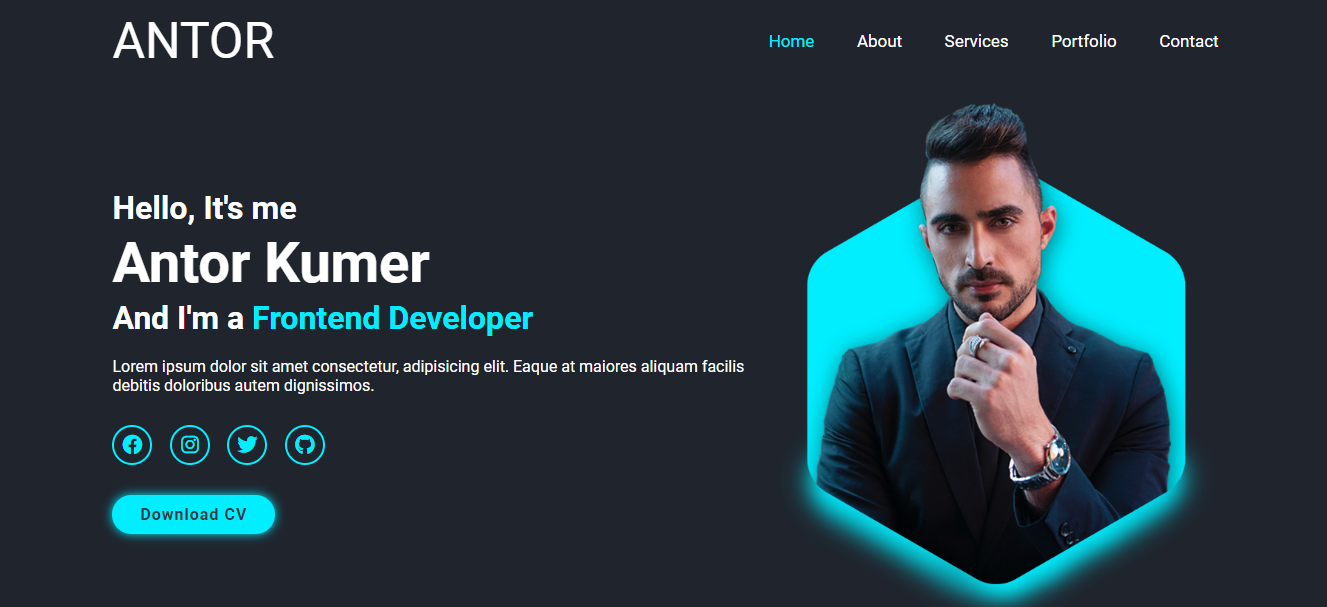 ANTOR
Home About Services Portfolio Contact
Hello, It's me
Antor Kumer
And I'm a Frontend Developer
Lorem ipsum dolor sit amet consectetur, adipisicing elit. Eaque at maiores aliquam facilis
debitis doloribus autem dignissimos.
Download CV